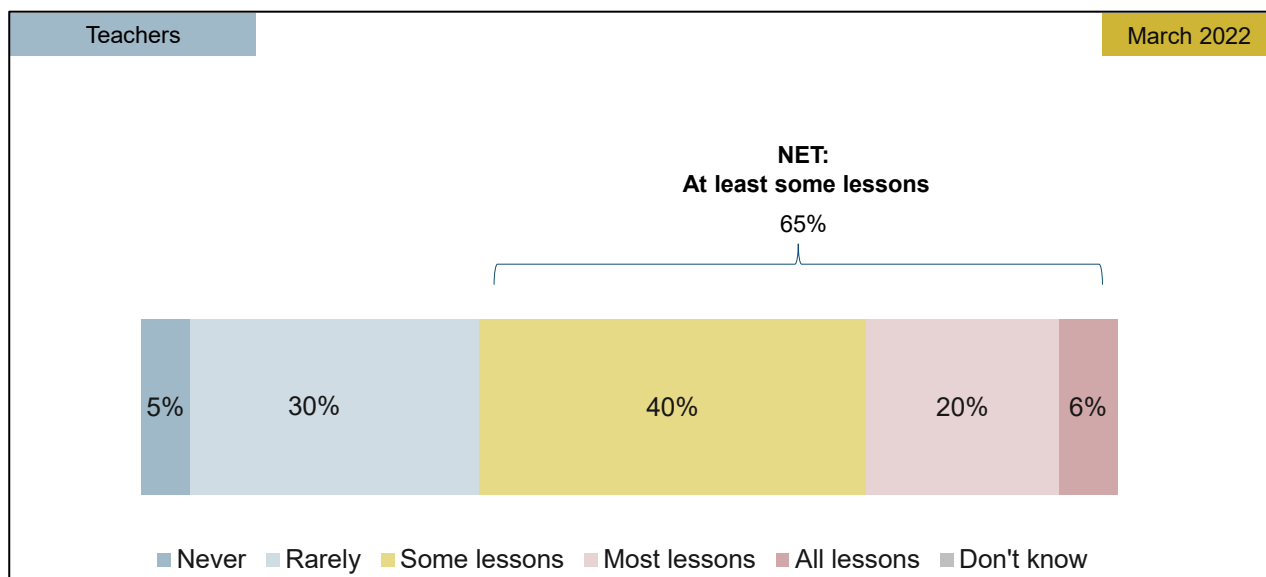 Teachers
March 2022
NET:
At least some lessons
65%
5%
30%
40%
20%
6%
Never
Rarely
Some lessons
Most lessons
All lessons
Don't know